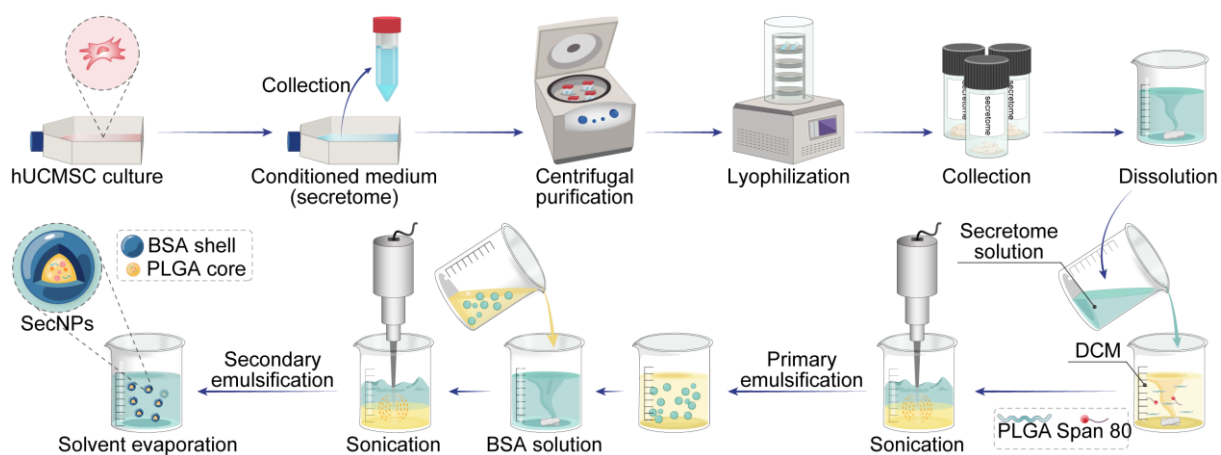 Collection
hUCMSC culture
Conditioned medium
(secretome)
Centrifugal
purification
Lyophilization
secretome
secretome
secretome
Collection
Dissolution
BSA shell
PLGA core
SecNPs
Secretome
solution
DCM
Secondary
emulsification
Primary
emulsification
PLGA Span 80
Solvent evaporation
Sonication
BSA solution
Sonication